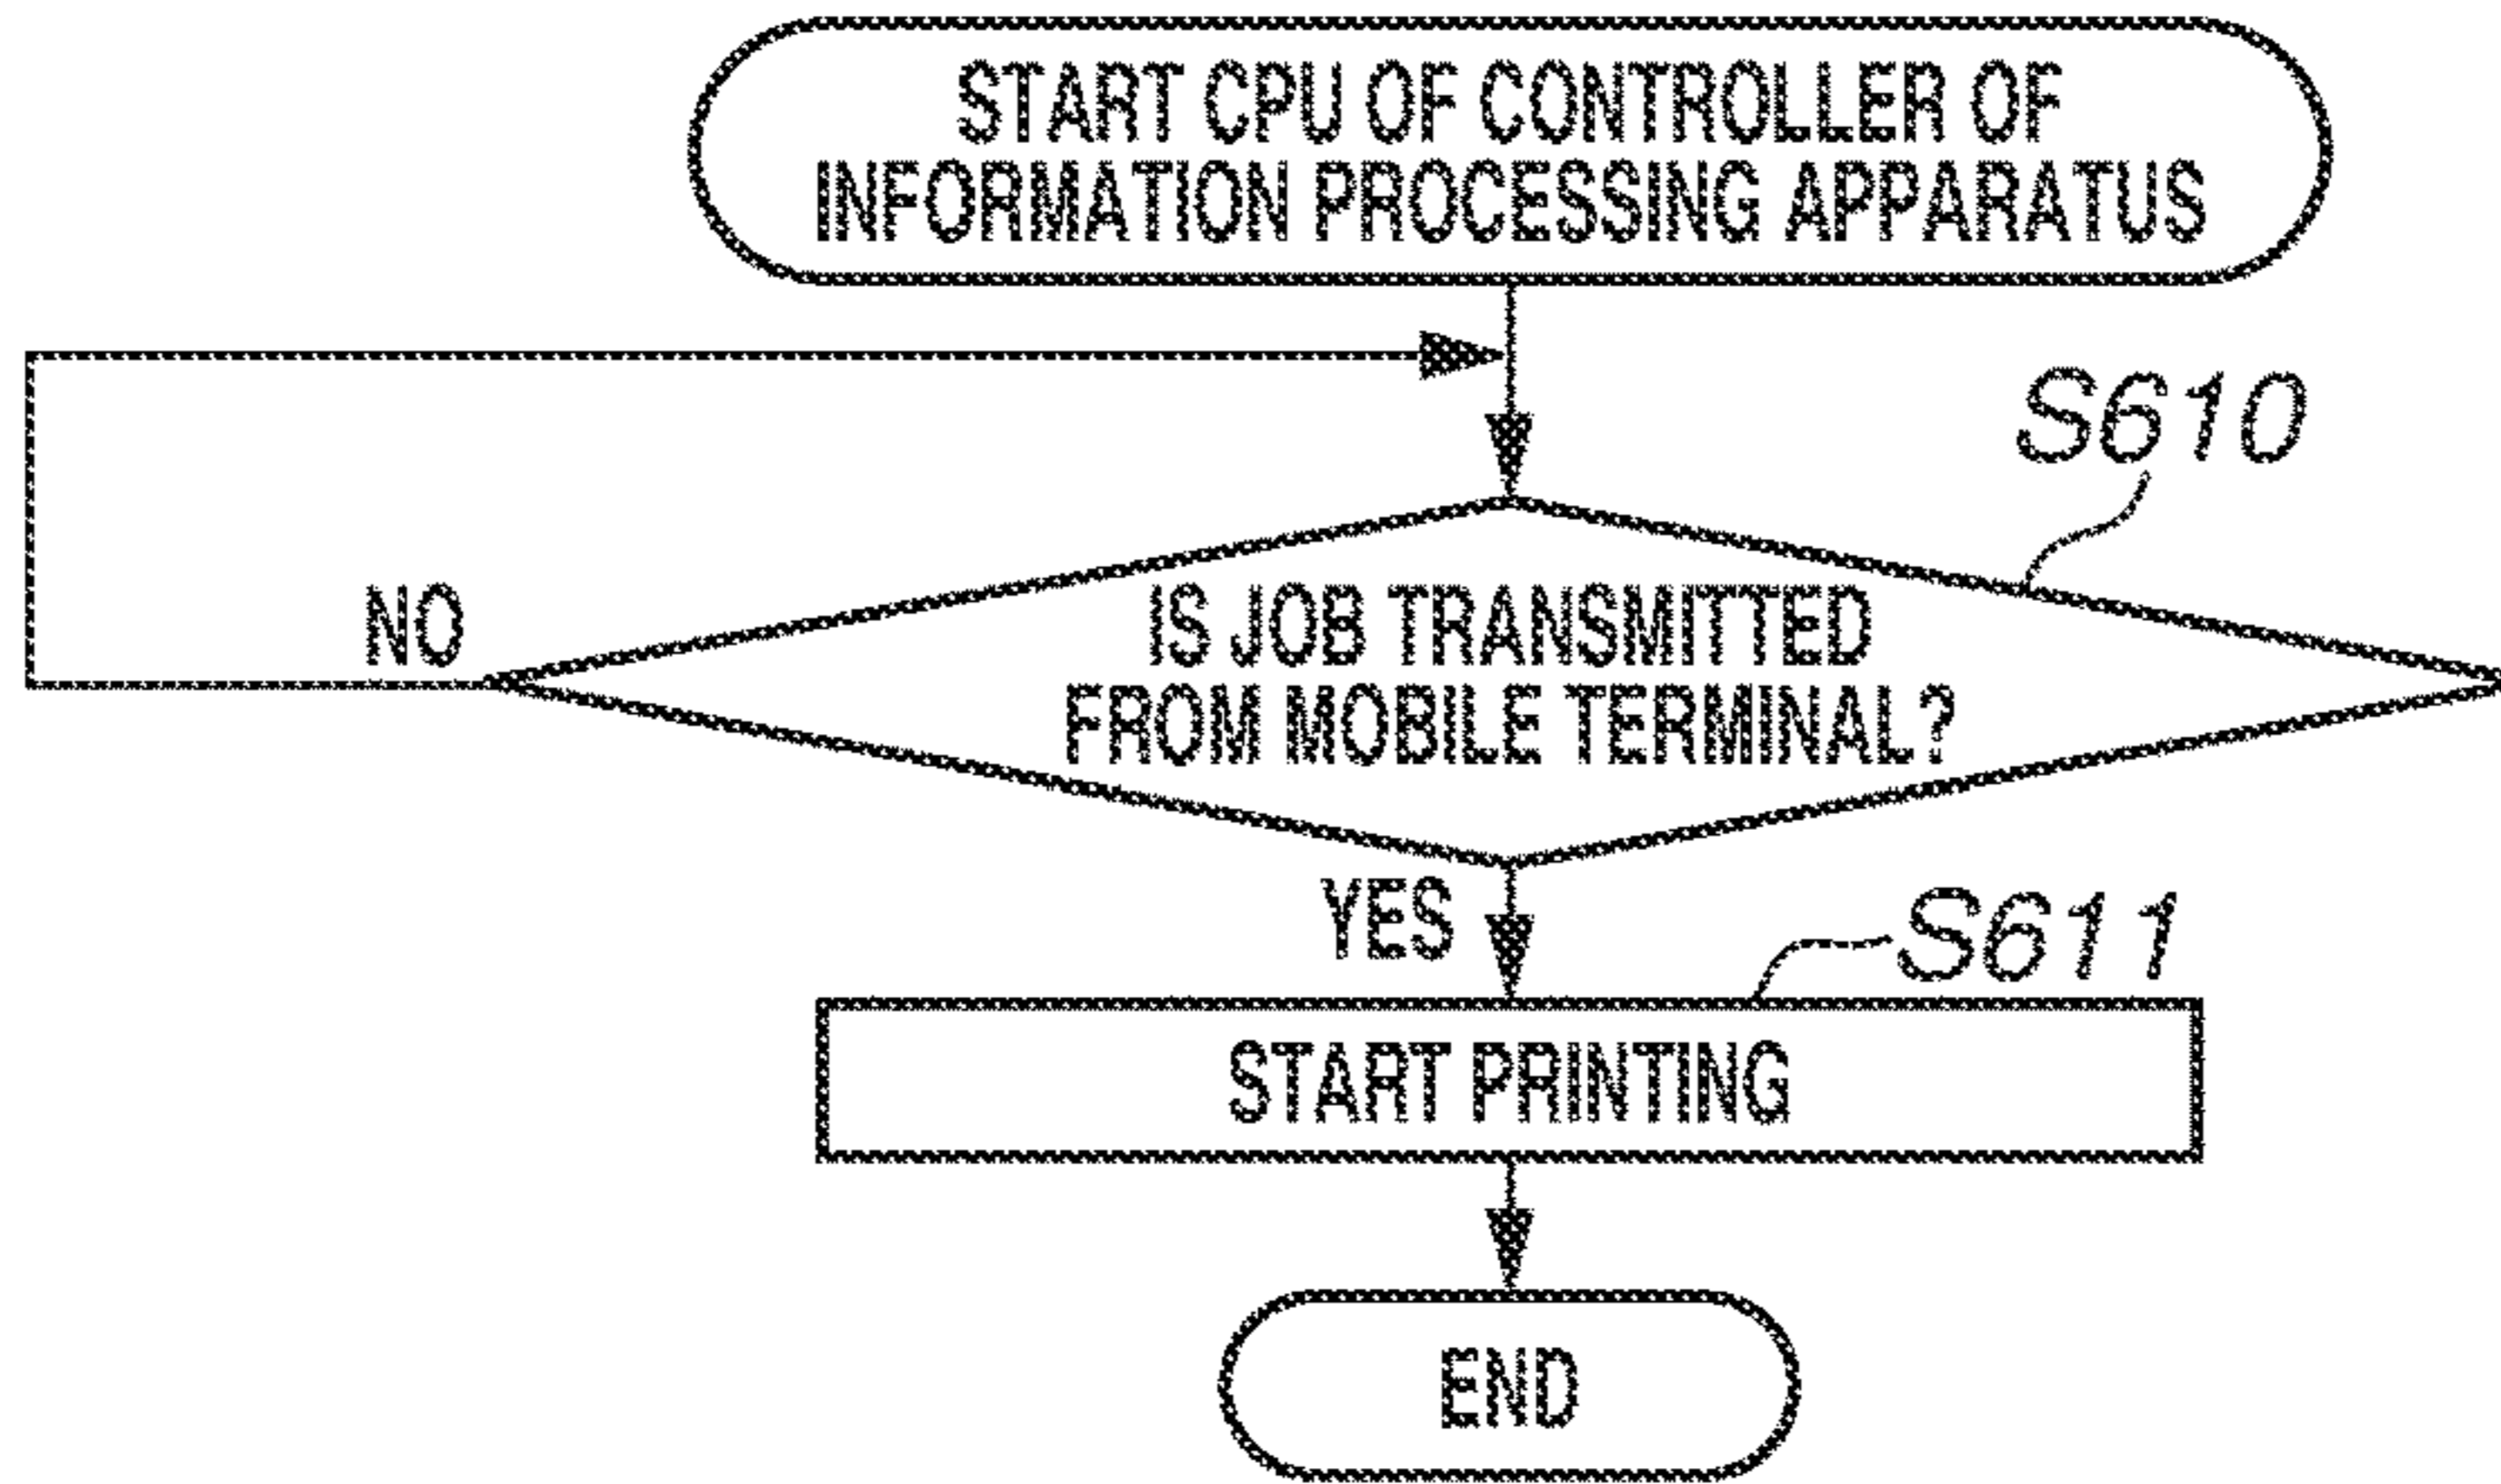 START CPU OF CONTROLLER OF
INFORMATION PROCESSING APPARATUS
S610
IS JOB TRANSMITTED
FROM MOBILE TERMINAL?
NO
YES
S611
START PRINTING
END